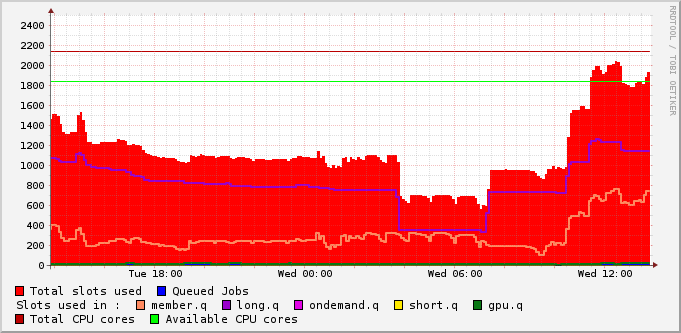 2400
2200
2000
1800
1600
1400
1200
1000
800
600
400
200
0
Tue 18:00 Wed 00:00 Wed 06:00 Wed 12:00
RRDTOOL / TOBI OETIKER
Total slots used Queued Jobs
Slots used in : member.q long.q ondemand.q short.q gpu.q
Total CPU cores Available CPU cores